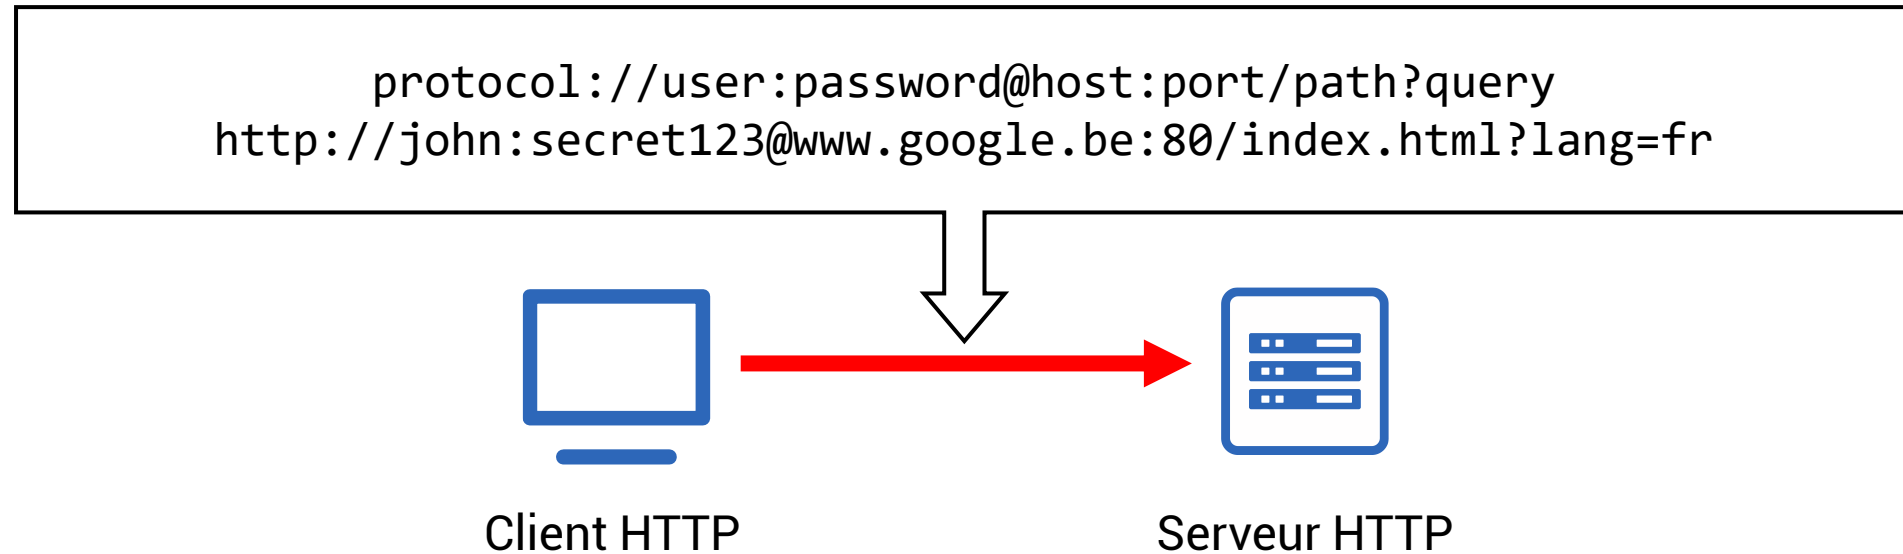 protocol://user:password@host:port/path?query
http://john:secret123@www.google.be:80/index.html?lang=fr
Client HTTP
Serveur HTTP